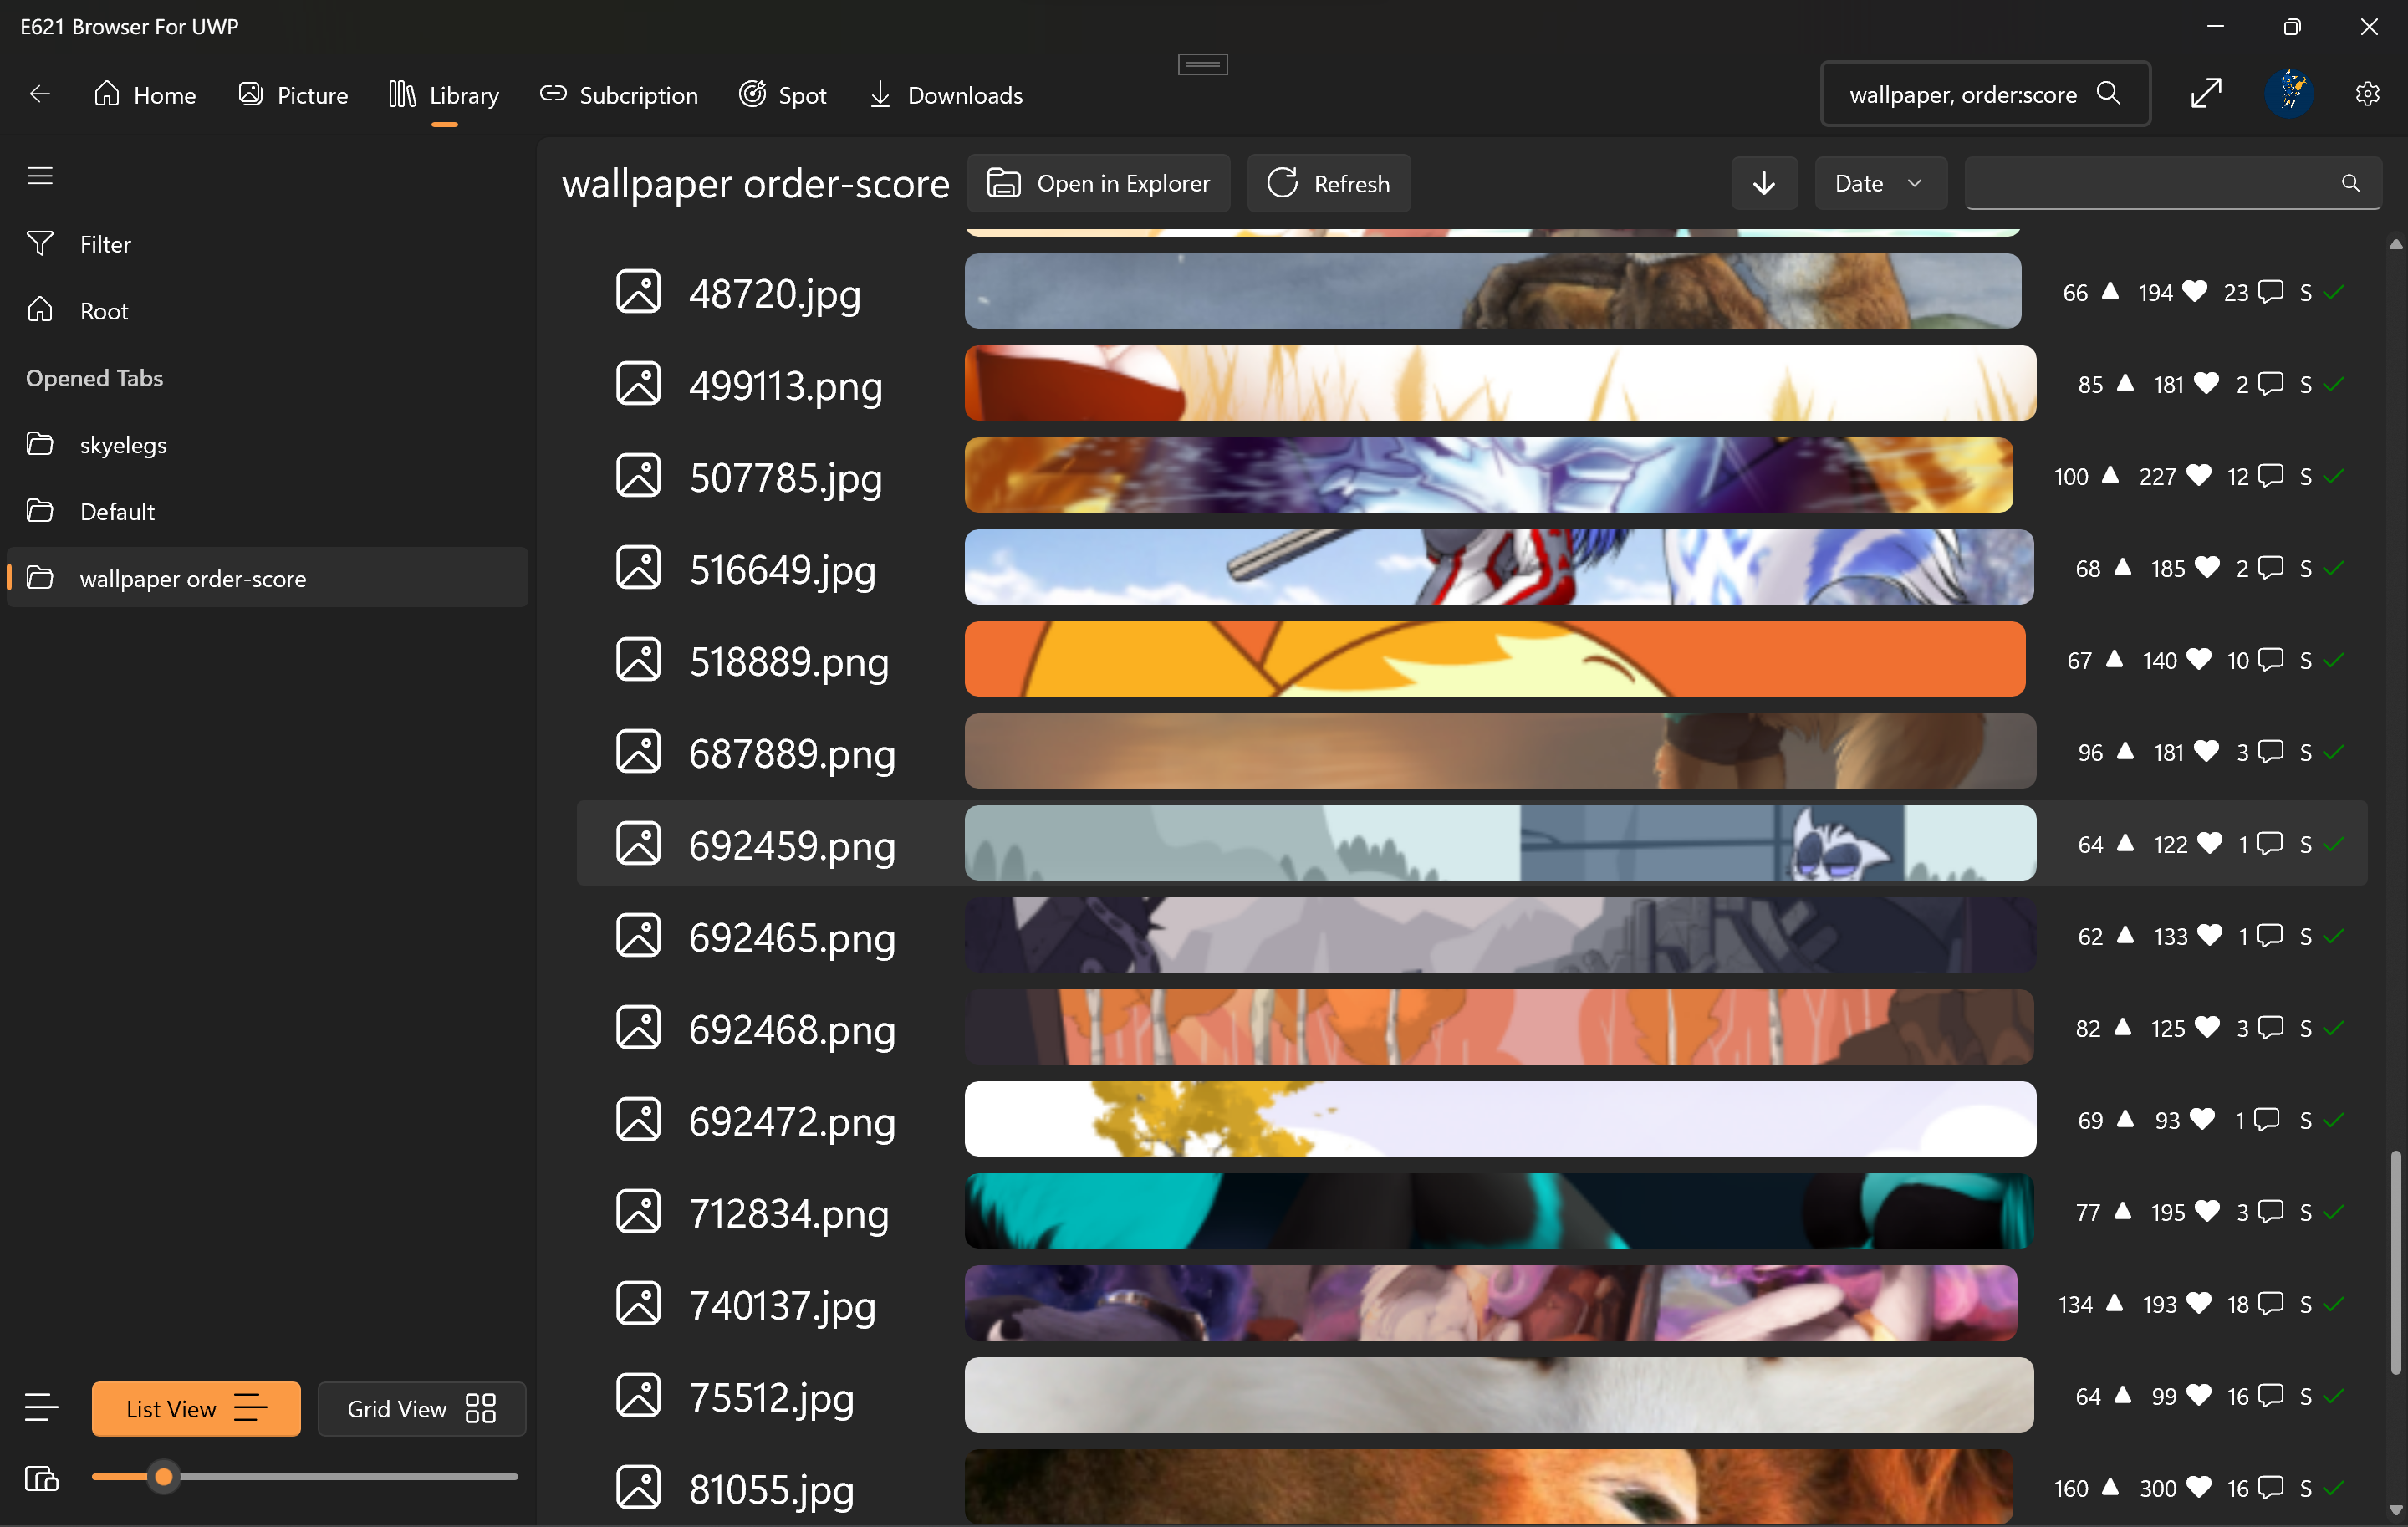 E621 Browser For UWP
Home Picture Library Subcription Spot Downloads wallpaper, order:score
Filter
Root
Opened Tabs
skyelegs
Default
wallpaper order-score
List View Grid View
wallpaper order-score Open in Explorer Refresh Date
48720.jpg 66 194 23 S
499113.png 85 181 2 S
507785.jpg 100 227 12 S
516649.jpg 68 185 2 S
518889.png 67 140 10 S
687889.png 96 181 3 S
692459.png 64 122 1 S
692465.png 62 133 1 S
692468.png 82 125 3 S
692472.png 69 93 1 S
712834.png 77 195 3 S
740137.jpg 134 193 18 S
75512.jpg 64 99 16 S
81055.jpg 160 300 16 S